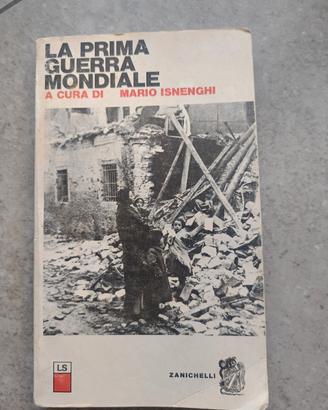 LA PRIMA
GUERRA
MONDIALE
A CURA DI MARIO ISNENGHI
LS
ZANICHELLI